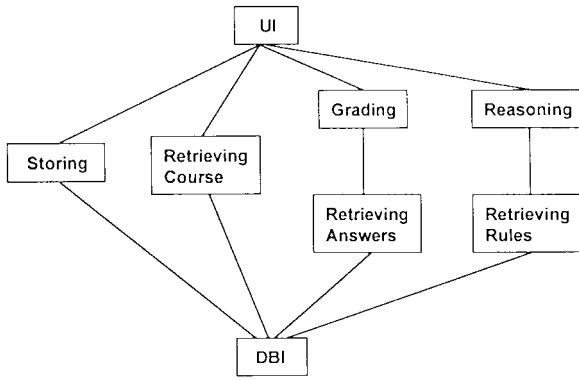 UI
Grading
Reasoning
Storing
Retrieving
Course
Retrieving
Answers
Retrieving
Rules
DBI